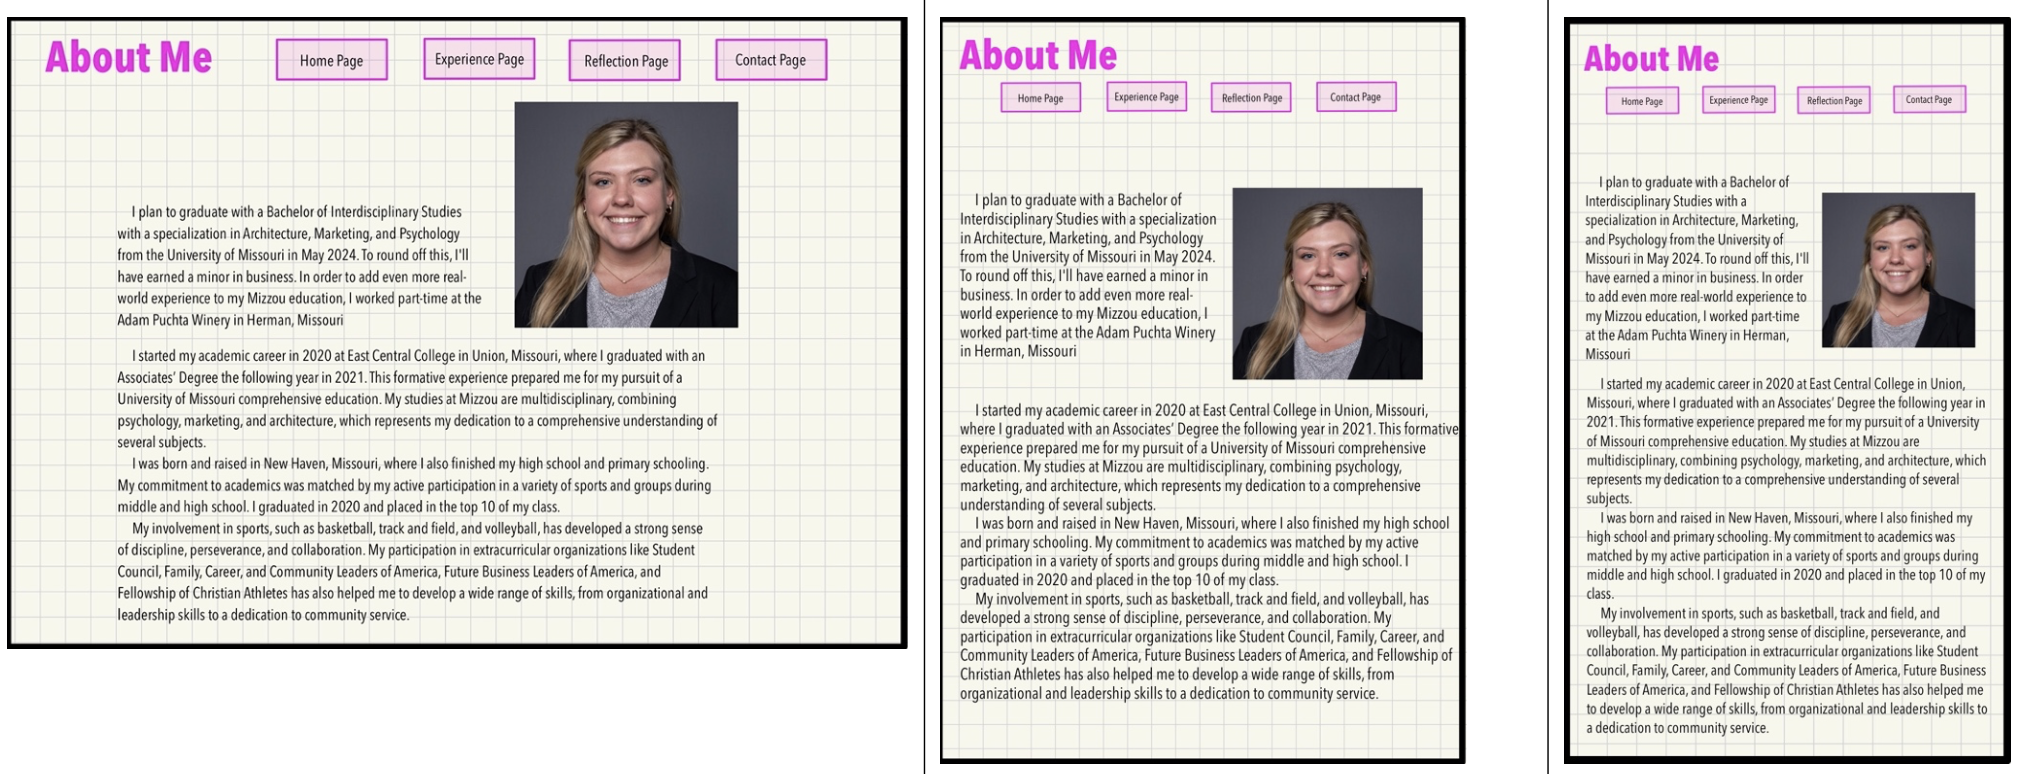 About Me
Home Page
Experience Page
Reflection Page
Contact Page
I plan to graduate with a Bachelor of Interdisciplinary Studies
with a specialization in Architecture, Marketing, and Psychology
from the University of Missouri in May 2024. To round off this, I'll
have earned a minor in business. In order to add even more real-
world experience to my Mizzou education, I worked part-time at the
Adam Puchta Winery in Herman, Missouri
I started my academic career in 2020 at East Central College in Union, Missouri, where I graduated with an
Associates' Degree the following year in 2021. This formative experience prepared me for my pursuit of a
University of Missouri comprehensive education. My studies at Mizzou are multidisciplinary, combining
psychology, marketing, and architecture, which represents my dedication to a comprehensive understanding of
several subjects.
I was born and raised in New Haven, Missouri, where I also finished my high school and primary schooling.
My commitment to academics was matched by my active participation in a variety of sports and groups during
middle and high school. I graduated in 2020 and placed in the top 10 of my class.
My involvement in sports, such as basketball, track and field, and volleyball, has developed a strong sense
of discipline, perseverance, and collaboration. My participation in extracurricular organizations like Student
Council, Family, Career, and Community Leaders of America, Future Business Leaders of America, and
Fellowship of Christian Athletes has also helped me to develop a wide range of skills, from organizational and
leadership skills to a dedication to community service.
About Me
Home Page
Experience Page
Reflection Page
Contact Page
I plan to graduate with a Bachelor of
Interdisciplinary Studies with a specialization
in Architecture, Marketing, and Psychology
from the University of Missouri in May 2024.
To round off this, I'll have earned a minor in
business. In order to add even more real-
world experience to my Mizzou education, I
worked part-time at the Adam Puchta Winery
in Herman, Missouri
I started my academic career in 2020 at East Central College in Union, Missouri,
where I graduated with an Associates' Degree the following year in 2021. This formative
experience prepared me for my pursuit of a University of Missouri comprehensive
education. My studies at Mizzou are multidisciplinary, combining psychology,
marketing, and architecture, which represents my dedication to a comprehensive
understanding of several subjects.
I was born and raised in New Haven, Missouri, where I also finished my high school
and primary schooling. My commitment to academics was matched by my active
participation in a variety of sports and groups during middle and high school. I
graduated in 2020 and placed in the top 10 of my class.
My involvement in sports, such as basketball, track and field, and volleyball, has
developed a strong sense of discipline, perseverance, and collaboration. My
participation in extracurricular organizations like Student Council, Family, Career, and
Community Leaders of America, Future Business Leaders of America, and Fellowship of
Christian Athletes has also helped me to develop a wide range of skills, from
organizational and leadership skills to a dedication to community service.
About Me
Home Page
Experience Page
Reflection Page
Contact Page
I plan to graduate with a Bachelor of
Interdisciplinary Studies with a
specialization in Architecture, Marketing,
and Psychology from the University of
Missouri in May 2024. To round off this, I'll
have earned a minor in business. In order
to add even more real-world experience to
my Mizzou education, I worked part-time
at the Adam Puchta Winery in Herman,
Missouri
I started my academic career in 2020 at East Central College in Union,
Missouri, where I graduated with an Associates' Degree the following year in
2021. This formative experience prepared me for my pursuit of a University
of Missouri comprehensive education. My studies at Mizzou are
multidisciplinary, combining psychology, marketing, and architecture, which
represents my dedication to a comprehensive understanding of several
subjects.
I was born and raised in New Haven, Missouri, where I also finished my
high school and primary schooling. My commitment to academics was
matched by my active participation in a variety of sports and groups during
middle and high school. I graduated in 2020 and placed in the top 10 of my
class.
My involvement in sports, such as basketball, track and field, and
volleyball, has developed a strong sense of discipline, perseverance, and
collaboration. My participation in extracurricular organizations like Student
Council, Family, Career, and Community Leaders of America, Future Business
Leaders of America, and Fellowship of Christian Athletes has also helped me
to develop a wide range of skills, from organizational and leadership skills to
a dedication to community service.